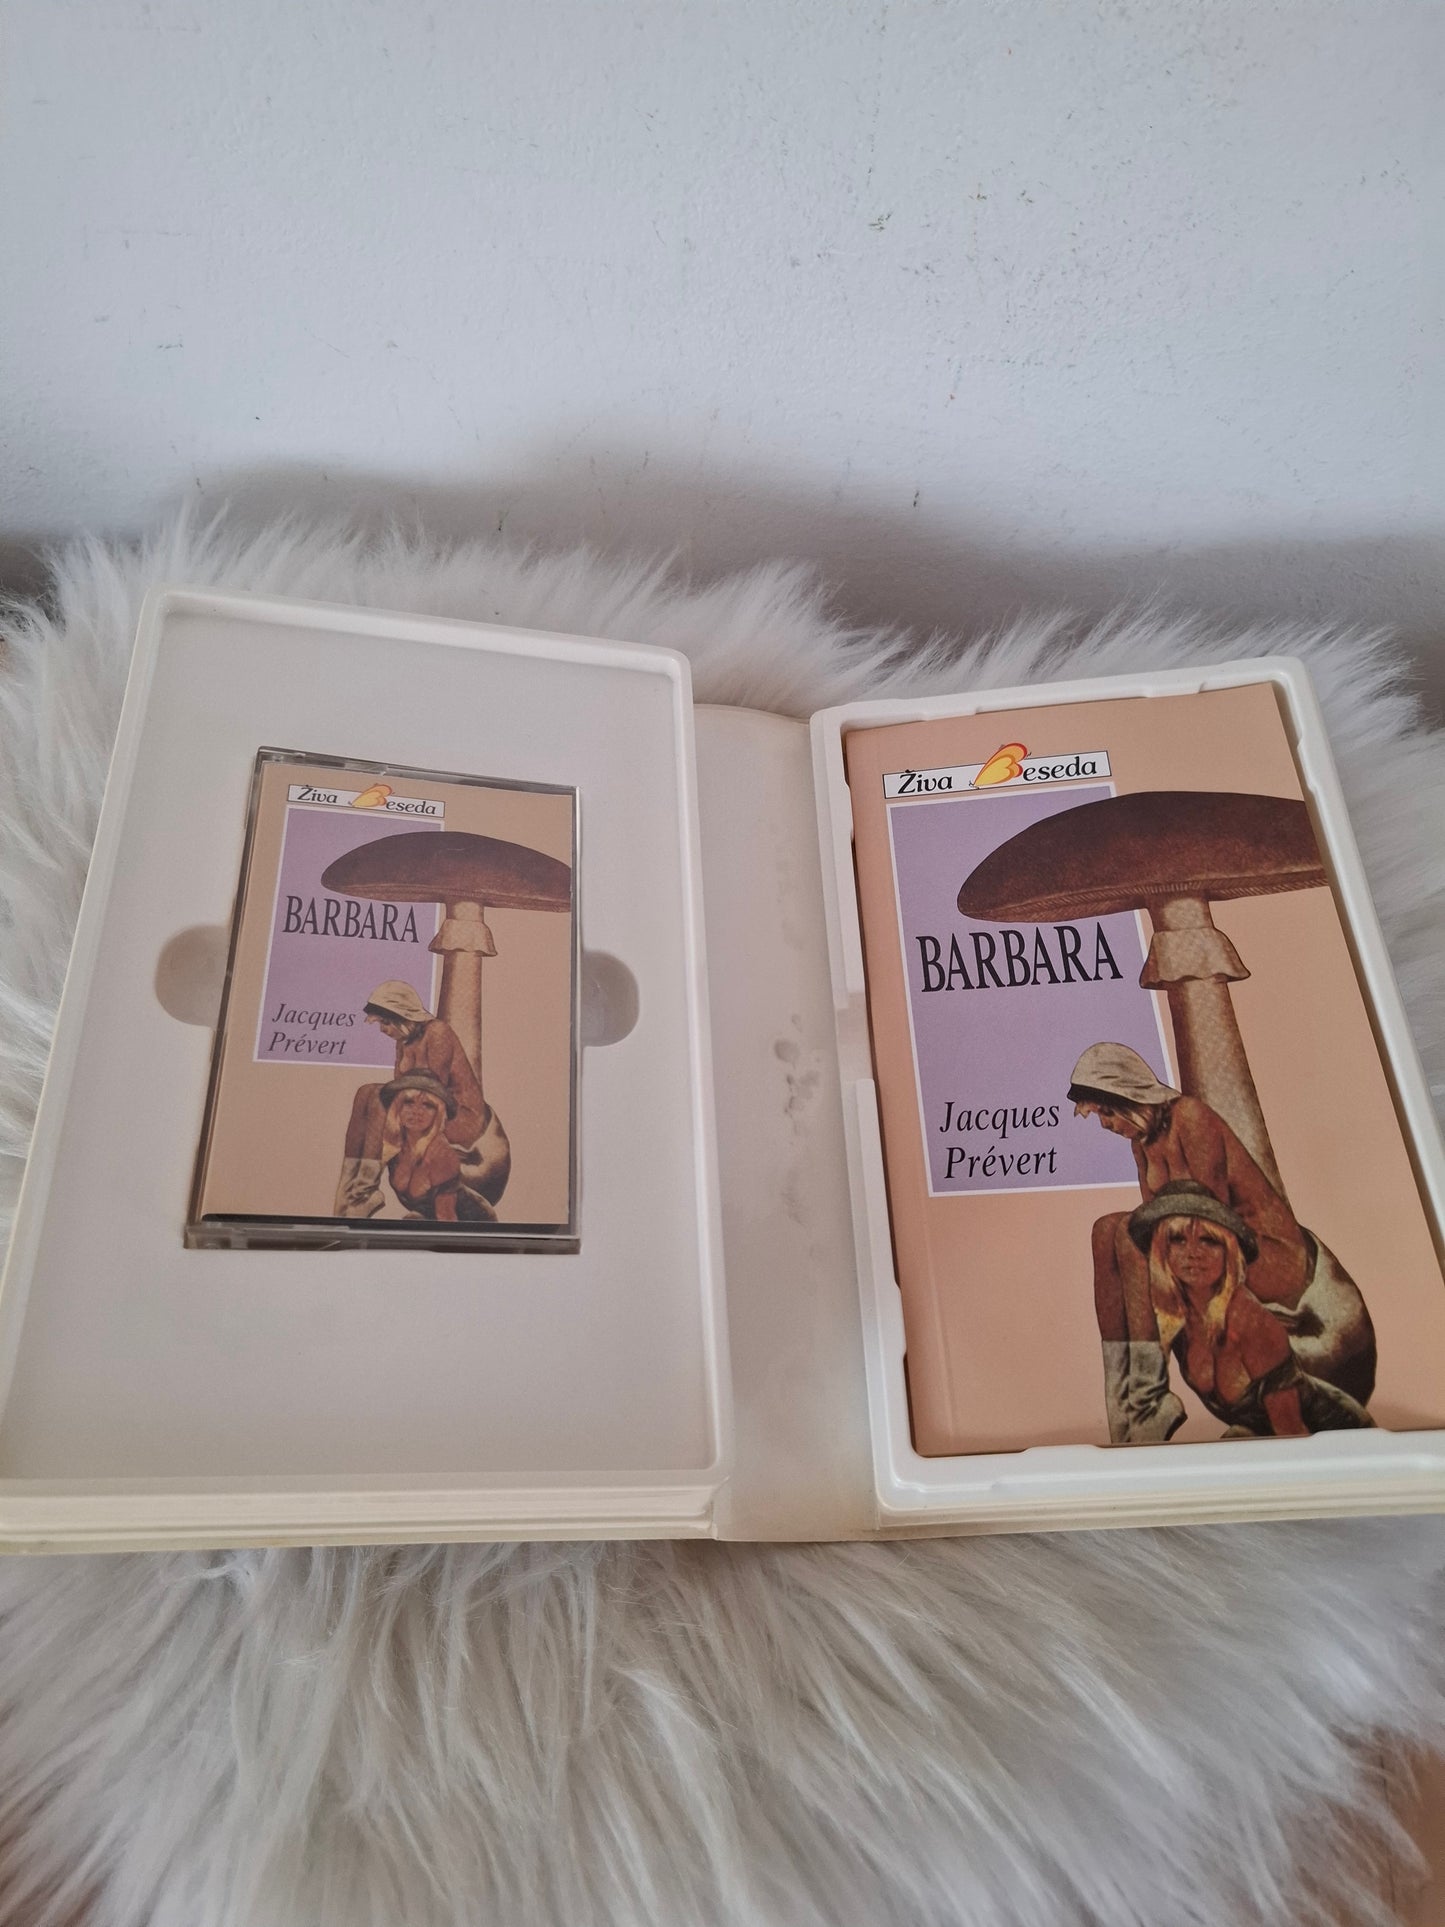 Živa Beseda
BARBARA
Jacques
Prévert
Živa Beseda
BARBARA
Jacques
Prévert